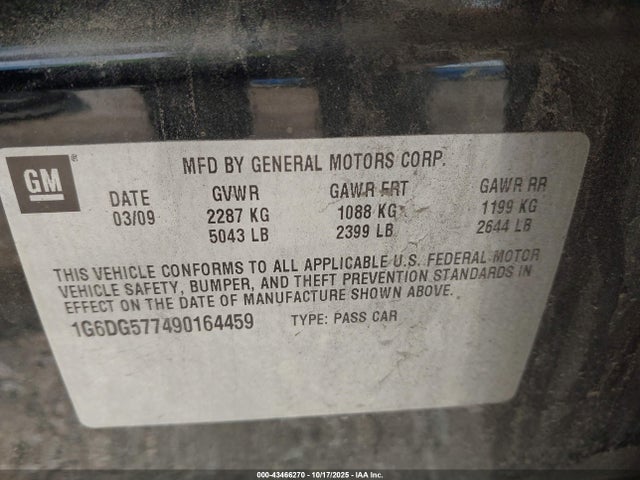 GM®
MFD BY GENERAL MOTORS CORP.
DATE GVWR GAWR FRT GAWR RR
03/09 2287 KG 1088 KG 1199 KG
5043 LB 2399 LB 2644 LB
THIS VEHICLE CONFORMS TO ALL APPLICABLE U.S. FEDERAL MOTOR
VEHICLE SAFETY, BUMPER, AND THEFT PREVENTION STANDARDS IN
EFFECT ON THE DATE OF MANUFACTURE SHOWN ABOVE.
1G6DG577490164459 TYPE: PASS CAR
000-43466270 - 10/17/2025 - IAA Inc.